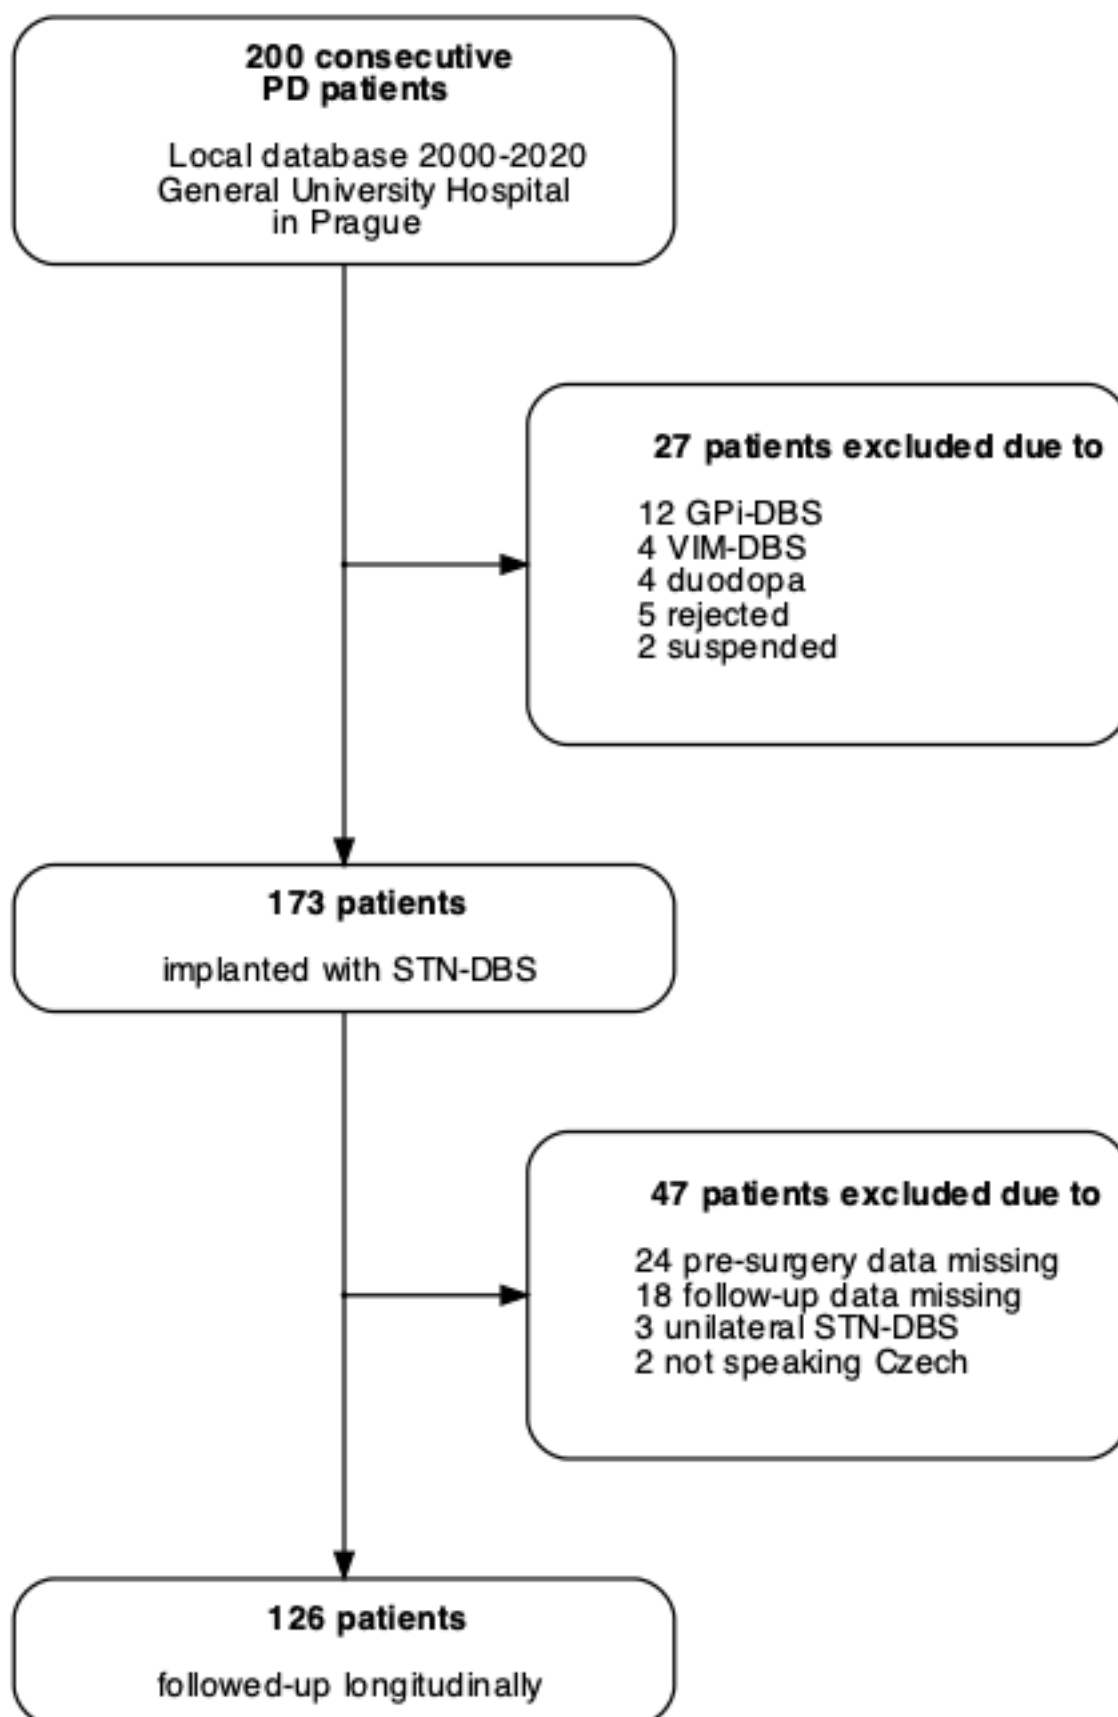 200 consecutive
PD patients
Local database 2000-2020
General University Hospital
in Prague
27 patients excluded due to
12 GPi-DBS
4 VIM-DBS
4 duodopa
5 rejected
2 suspended
173 patients
implanted with STN-DBS
47 patients excluded due to
24 pre-surgery data missing
18 follow-up data missing
3 unilateral STN-DBS
2 not speaking Czech
126 patients
followed-up longitudinally